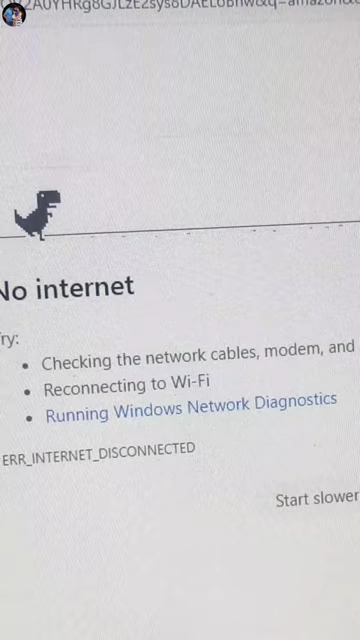 No internet
Try:
Checking the network cables, modem, and
Reconnecting to Wi-Fi
Running Windows Network Diagnostics
ERR_INTERNET_DISCONNECTED
Start slower